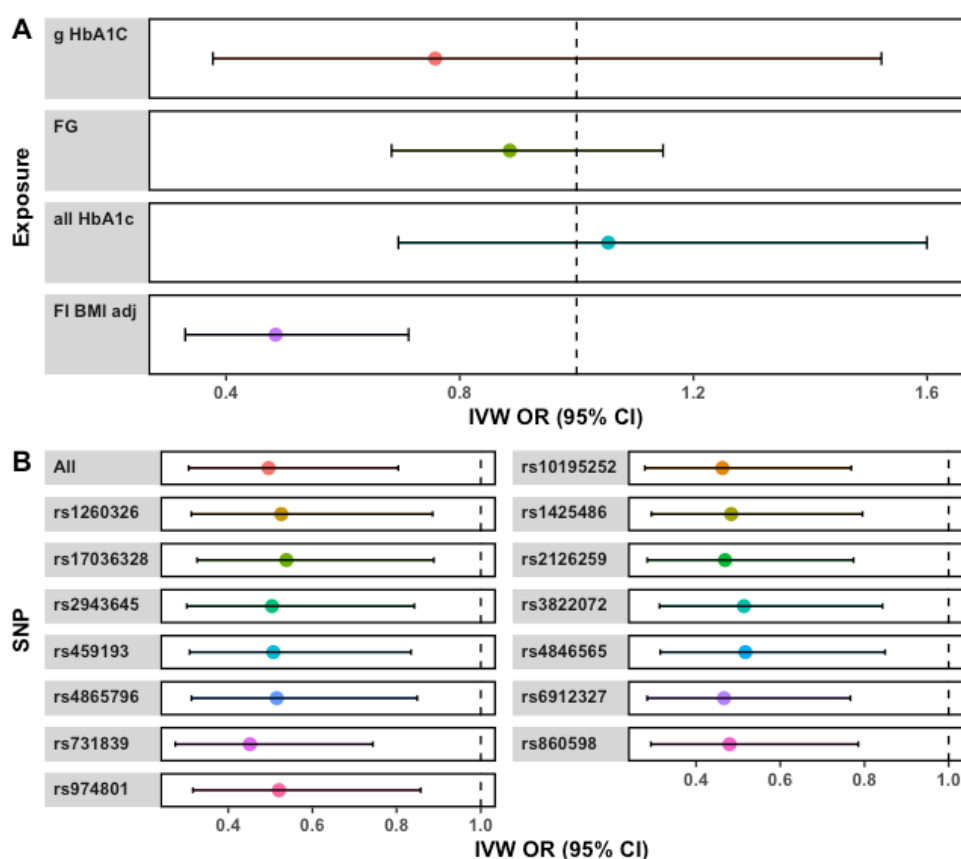 A
g HbA1C
FG
all HbA1c
FI BMI adj
Exposure
0.4 0.8 1.2 1.6
IVW OR (95% CI)
B
All
rs1260326
rs17036328
rs2943645
rs459193
rs4865796
rs731839
rs974801
SNP
0.4 0.6 0.8 1.0
rs10195252
rs1425486
rs2126259
rs3822072
rs4846565
rs6912327
rs860598
0.4 0.6 0.8 1.0
IVW OR (95% CI)